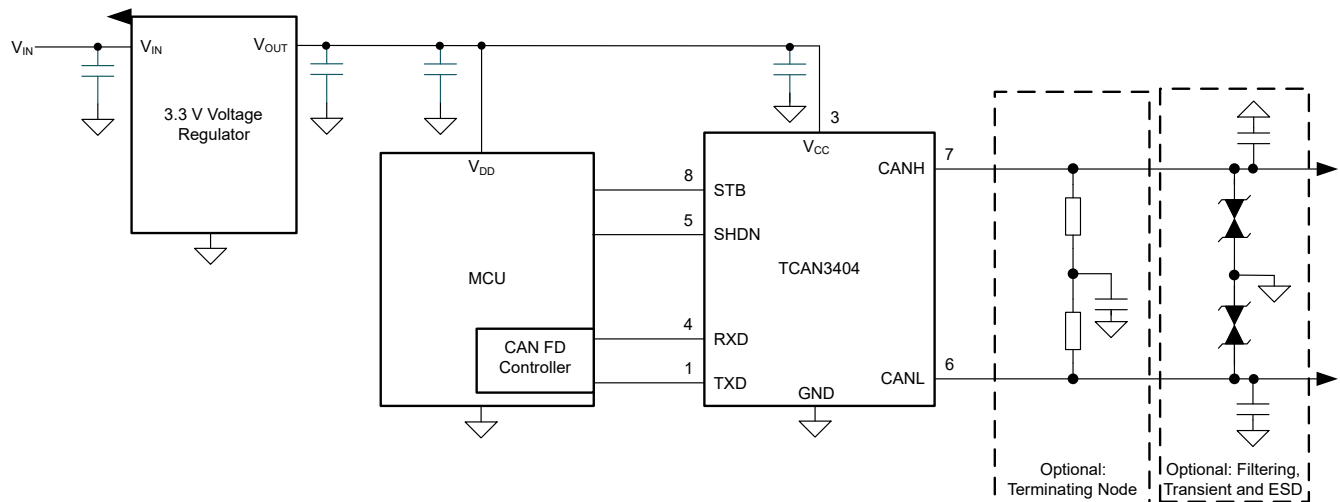 V_IN
V_IN
V_OUT
3.3 V Voltage
Regulator
V_DD
MCU
CAN FD
Controller
8
5
4
1
3
V_CC
STB
SHDN
TCAN3404
RXD
TXD
GND
CANH
CANL
7
6
Optional:
Terminating Node
Optional: Filtering,
Transient and ESD